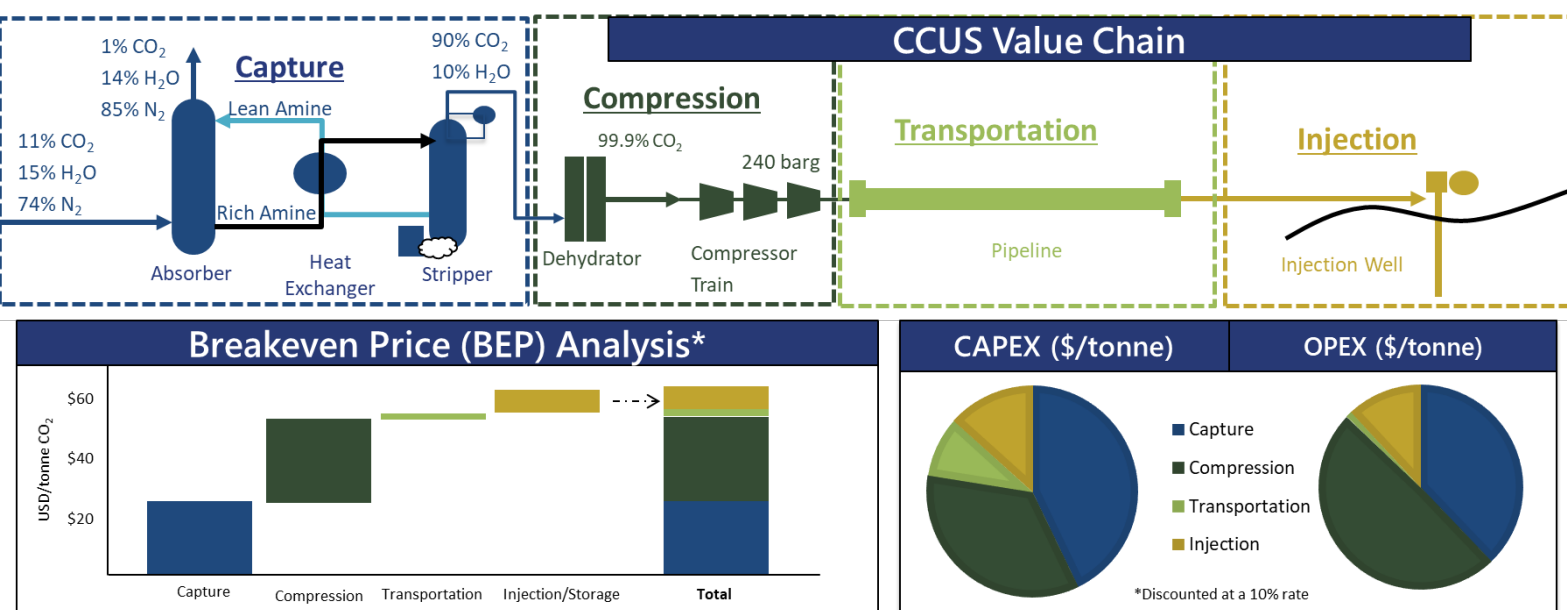 CCUS Value Chain
Capture
1% CO₂
14% H₂O
85% N₂
90% CO₂
10% H₂O
Lean Amine
11% CO₂
15% H₂O
74% N₂
Rich Amine
Absorber
Heat
Exchanger
Stripper
Compression
99.9% CO₂
240 barg
Dehydrator
Compressor
Train
Transportation
Pipeline
Injection
Injection Well
Breakeven Price (BEP) Analysis*
USD/tonne CO₂
$60
$40
$20
Capture
Compression
Transportation
Injection/Storage
Total
CAPEX ($/tonne)
OPEX ($/tonne)
Capture
Compression
Transportation
Injection
*Discounted at a 10% rate